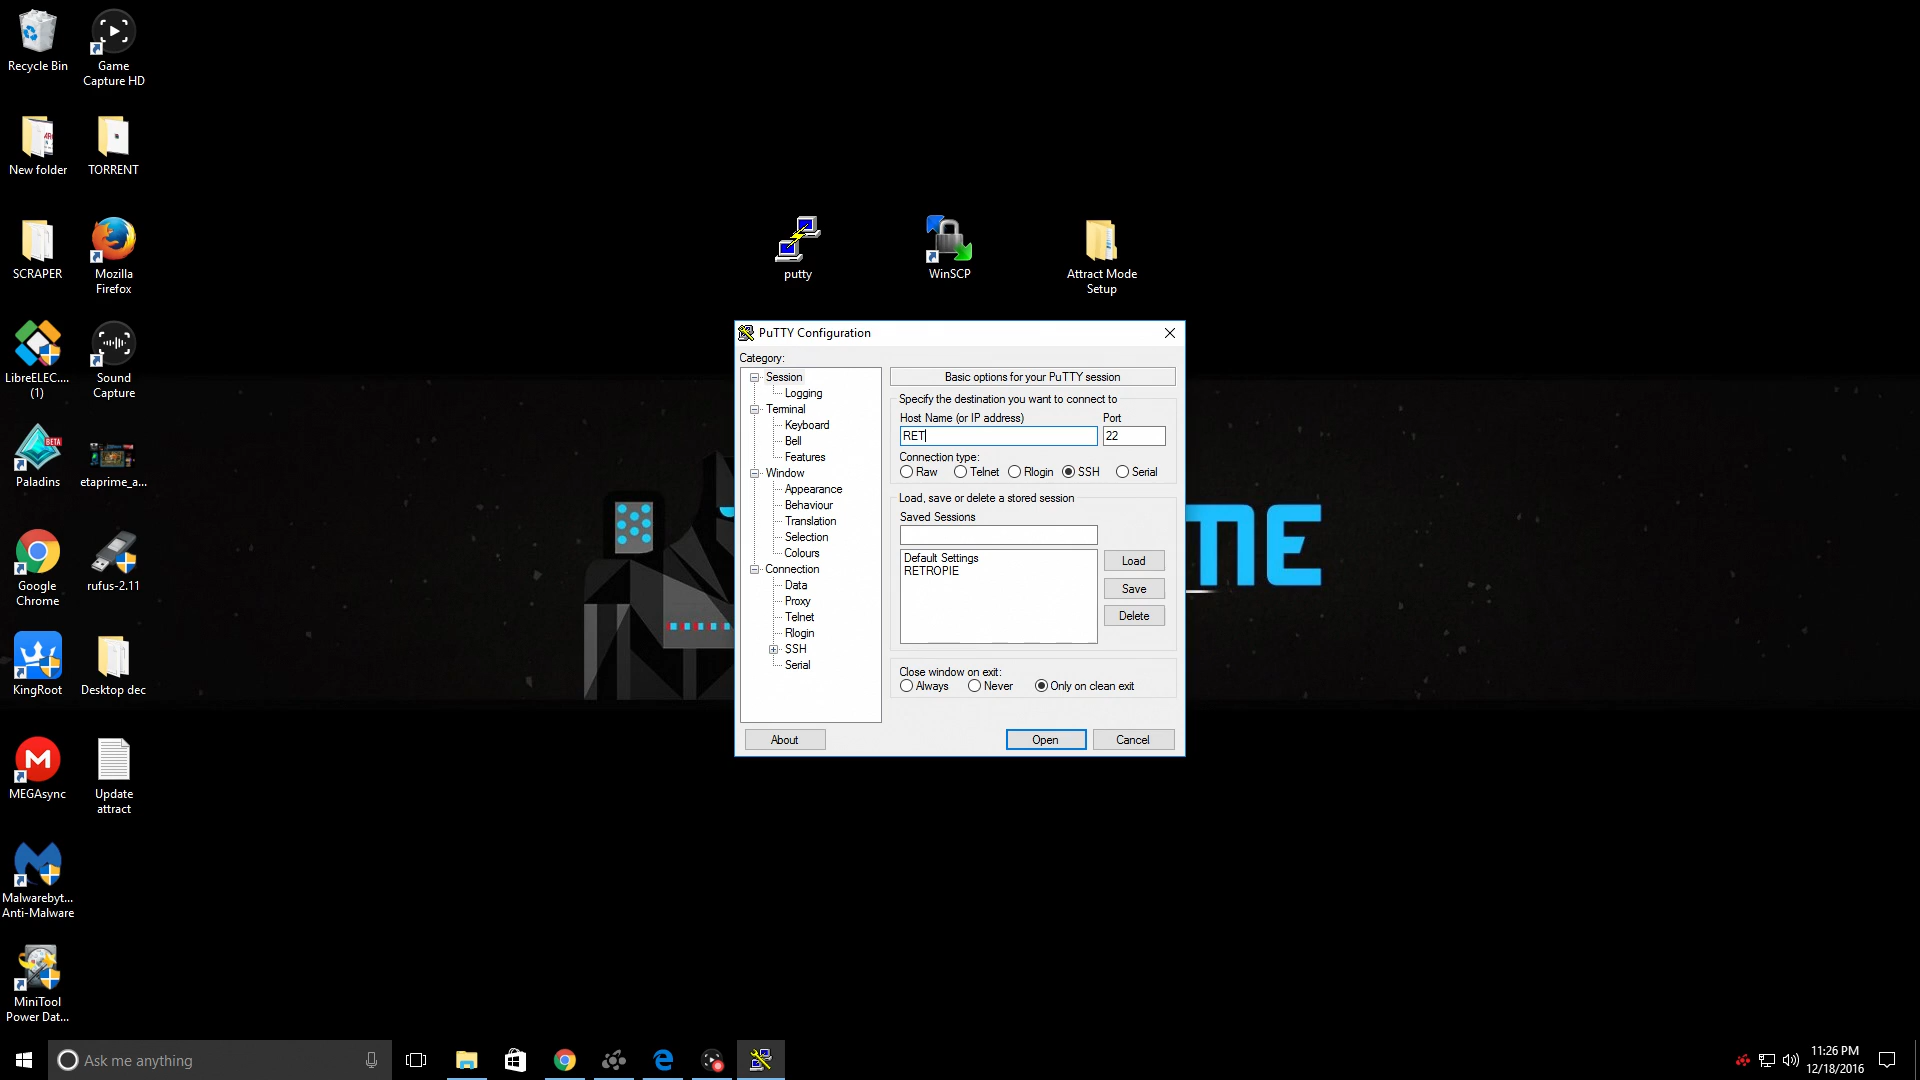 Recycle Bin
Game
Capture HD
New folder
TORRENT
SCRAPER
Mozilla
Firefox
LibreELEC....
(1)
Sound
Capture
BETA
Paladins
etaprime_a...
Google
Chrome
rufus-2.11
KingRoot
Desktop dec
MEGAsync
Update
attract
Malwarebyt...
Anti-Malware
MiniTool
Power Dat...
putty
WinSCP
Attract Mode
Setup
ME
PuTTY Configuration
Category:
Session
Logging
Terminal
Keyboard
Bell
Features
Window
Appearance
Behaviour
Translation
Selection
Colours
Connection
Data
Proxy
Telnet
Rlogin
SSH
Serial
Basic options for your PuTTY session
Specify the destination you want to connect to
Host Name (or IP address) Port
RET 22
Connection type:
Raw Telnet Rlogin SSH Serial
Load, save or delete a stored session
Saved Sessions
Default Settings
RETROPIE
Load
Save
Delete
Close window on exit:
Always Never Only on clean exit
About Open Cancel
Ask me anything
11:26 PM
12/18/2016